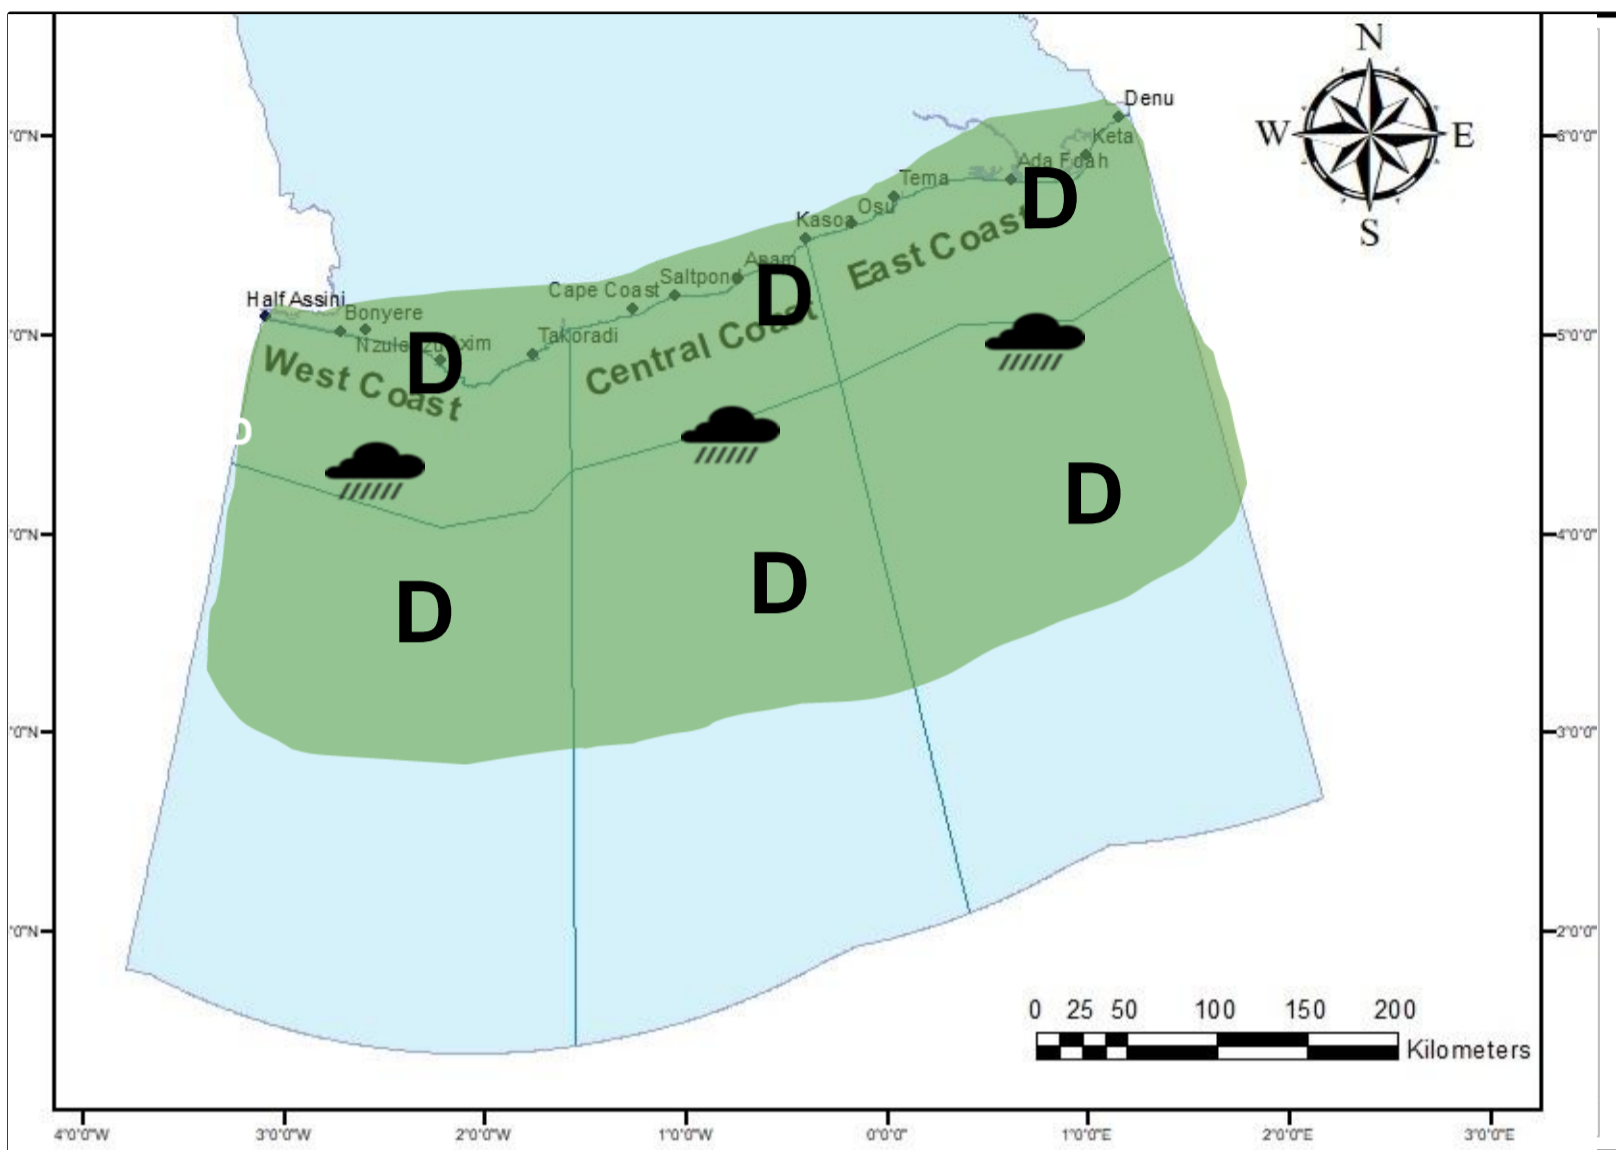 N
W E
S
Denu
Keta
Ada Foah
Tema
Osu
Kasoa
Apam
Saltpond
Cape Coast
Takoradi
Half Assini
Bonyere
Axim
West Coast
Central Coast
East Coast
D
D
D
D
D
D
6°0'0"
5°0'0"
4°0'0"
3°0'0"
2°0'0"
0 25 50 100 150 200
Kilometers
4°0'0"W 3°0'0"W 2°0'0"W 1°0'0"W 0°0'0" 1°0'0"E 2°0'0"E 3°0'0"E